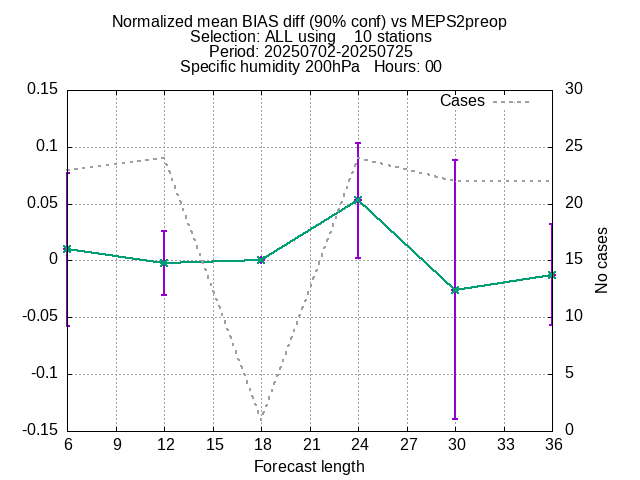 Normalized mean BIAS diff (90% conf) vs MEPS2preop
Selection: ALL using    10 stations
Period: 20250702-20250725
Specific humidity 200hPa   Hours: 00
0.15
0.1
0.05
0
-0.05
-0.1
-0.15
Cases
30
25
20
15
10
5
0
No cases
6 9 12 15 18 21 24 27 30 33 36
Forecast length